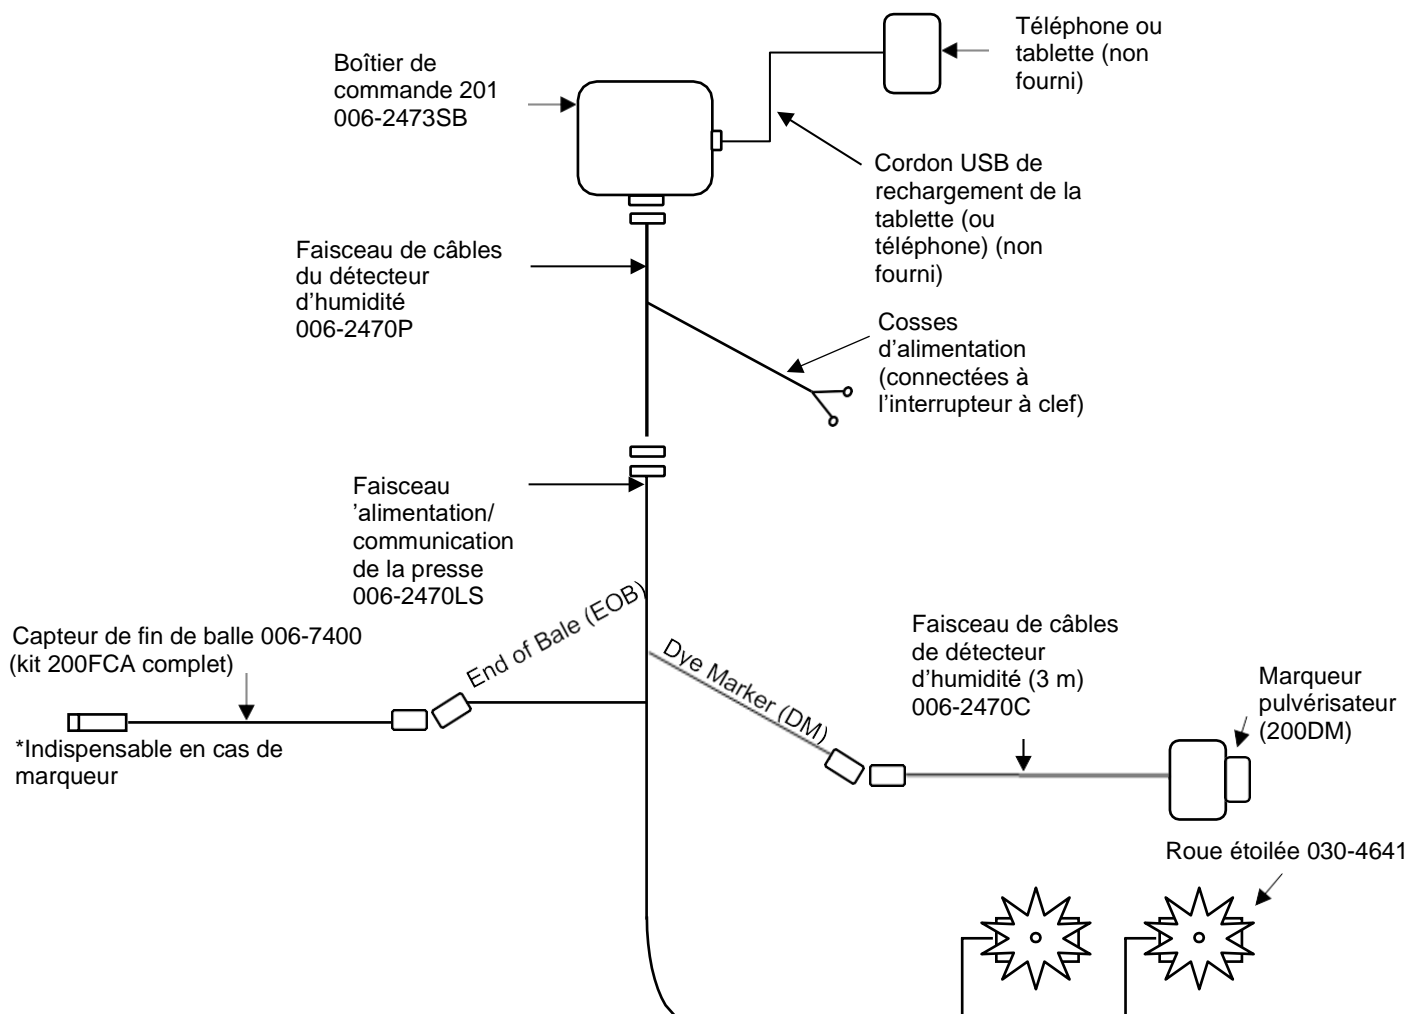 Téléphone ou
tablette (non
fourni)
Boîtier de
commande 201
006-2473SB
Cordon USB de
rechargement de la
tablette (ou
téléphone) (non
fourni)
Faisceau de câbles
du détecteur
d’humidité
006-2470P
Cosses
d’alimentation
(connectées à
l’interrupteur à clef)
Faisceau
’alimentation/
communication
de la presse
006-2470LS
End of Bale (EOB)
Capteur de fin de balle 006-7400
(kit 200FCA complet)
*Indispensable en cas de
marqueur
Dye Marker (DM)
Faisceau de câbles
de détecteur
d’humidité (3 m)
006-2470C
Marqueur
pulvérisateur
(200DM)
Roue étoilée 030-4641